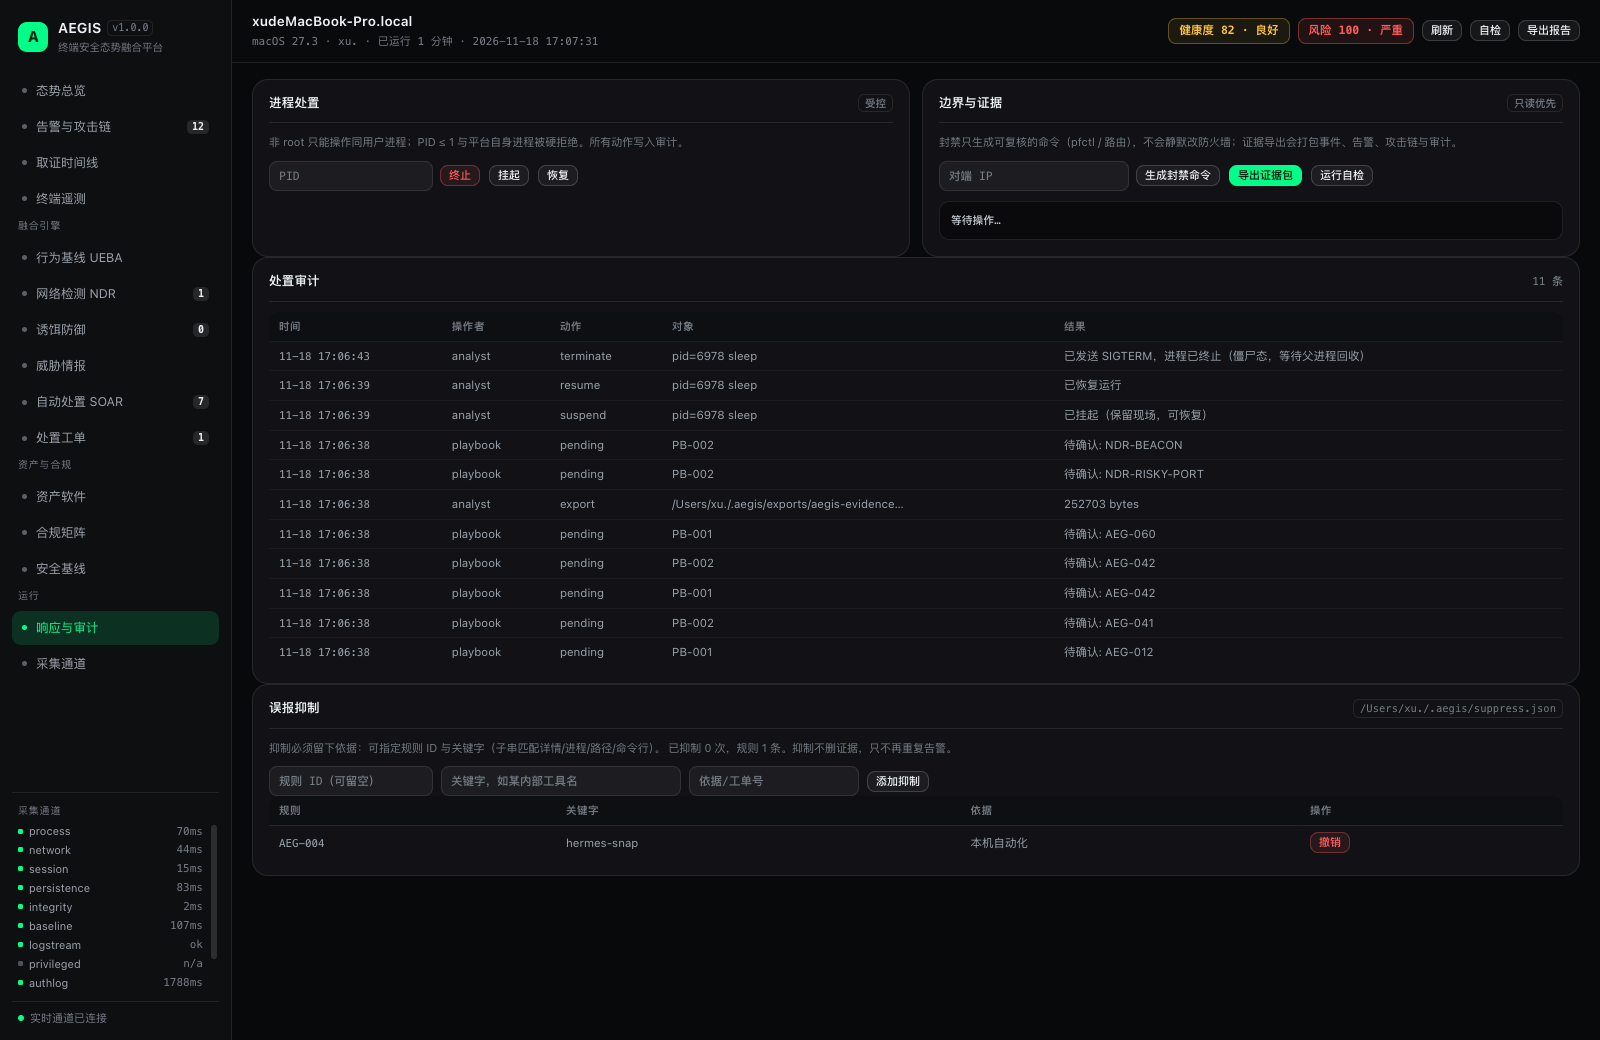 A
AEGIS v1.0.0
终端安全态势融合平台
态势总览
告警与攻击链 12
取证时间线
终端遥测
融合引擎
行为基线 UEBA
网络检测 NDR 1
诱饵防御 0
威胁情报
自动处置 SOAR 7
处置工单 1
资产与合规
资产软件
合规矩阵
安全基线
运行
响应与审计
采集通道
采集通道
process 70ms
network 44ms
session 15ms
persistence 83ms
integrity 2ms
baseline 107ms
logstream ok
privileged n/a
authlog 1788ms
实时通道已连接
xudeMacBook-Pro.local
macOS 27.3 · xu. · 已运行 1 分钟 · 2026-11-18 17:07:31
健康度 82 · 良好
风险 100 · 严重
刷新
自检
导出报告
进程处置 受控
非 root 只能操作同用户进程；PID ≤ 1 与平台自身进程被硬拒绝。所有动作写入审计。
PID 终止 挂起 恢复
边界与证据 只读优先
封禁只生成可复核的命令（pfctl / 路由），不会静默改防火墙；证据导出会打包事件、告警、攻击链与审计。
对端 IP 生成封禁命令 导出证据包 运行自检
等待操作…
处置审计 11 条
时间 操作者 动作 对象 结果
11-18 17:06:43 analyst terminate pid=6978 sleep 已发送 SIGTERM，进程已终止（僵尸态，等待父进程回收）
11-18 17:06:39 analyst resume pid=6978 sleep 已恢复运行
11-18 17:06:39 analyst suspend pid=6978 sleep 已挂起（保留现场，可恢复）
11-18 17:06:38 playbook pending PB-002 待确认: NDR-BEACON
11-18 17:06:38 playbook pending PB-002 待确认: NDR-RISKY-PORT
11-18 17:06:38 analyst export /Users/xu./.aegis/exports/aegis-evidence… 252703 bytes
11-18 17:06:38 playbook pending PB-001 待确认: AEG-060
11-18 17:06:38 playbook pending PB-002 待确认: AEG-042
11-18 17:06:38 playbook pending PB-001 待确认: AEG-042
11-18 17:06:38 playbook pending PB-002 待确认: AEG-041
11-18 17:06:38 playbook pending PB-001 待确认: AEG-012
误报抑制 /Users/xu./.aegis/suppress.json
抑制必须留下依据：可指定规则 ID 与关键字（子串匹配详情/进程/路径/命令行）。 已抑制 0 次，规则 1 条。抑制不删证据，只不再重复告警。
规则 ID（可留空） 关键字，如某内部工具名 依据/工单号 添加抑制
规则 关键字 依据 操作
AEG-004 hermes-snap 本机自动化 撤销